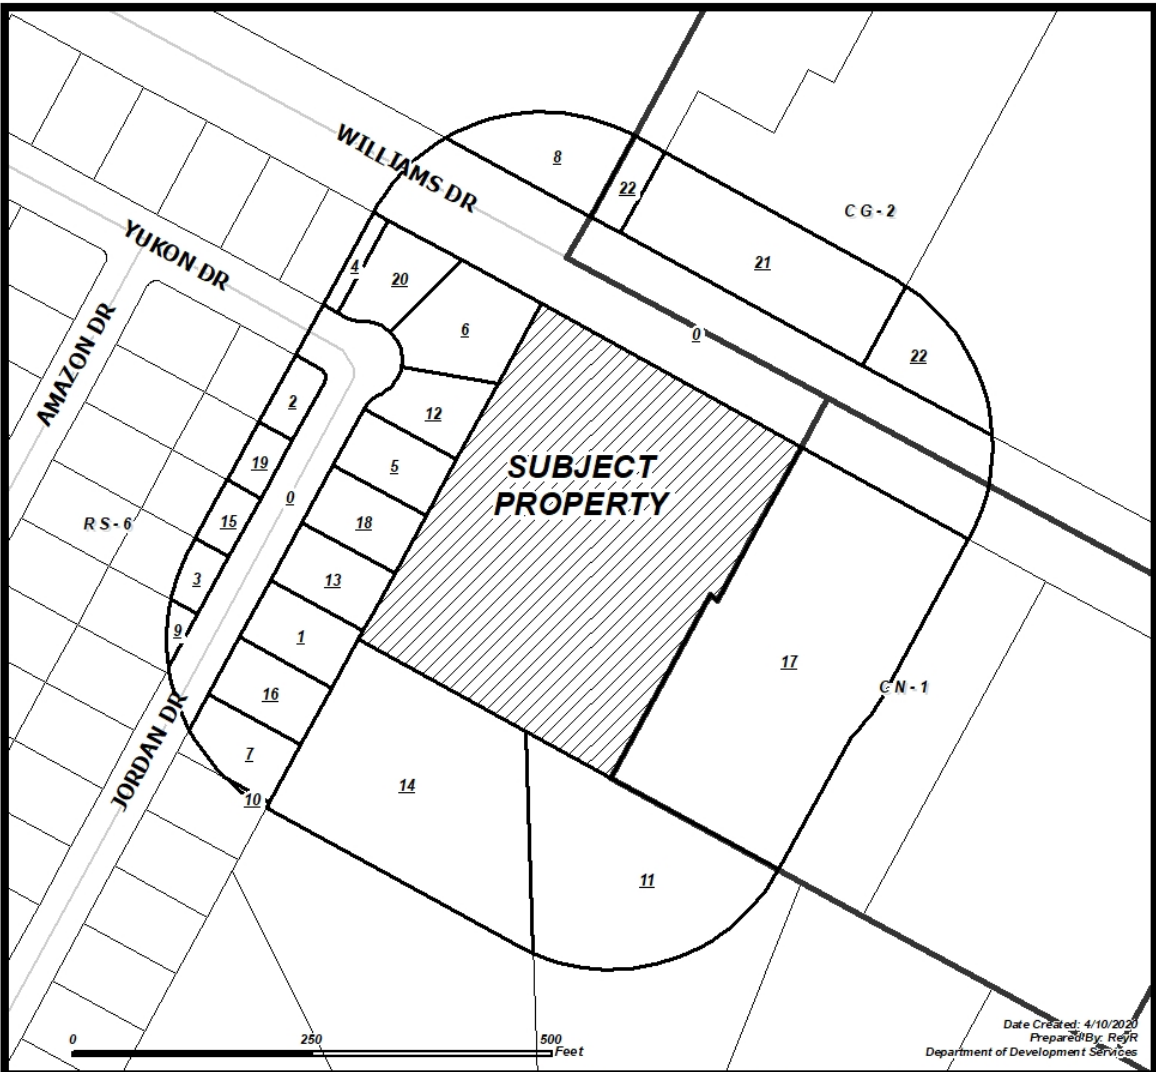 WILLIAMS DR
8
22
CG-2
YUKON DR
4
20
21
6
0
22
AMAZON DR
2
12
SUBJECT
PROPERTY
19
5
0
RS-6
15
18
3
13
9
1
17
CN-1
16
JORDAN DR
7
14
10
11
0
250
500
Feet
Date Created: 4/10/2020
Prepared By: ReyR
Department of Development Services